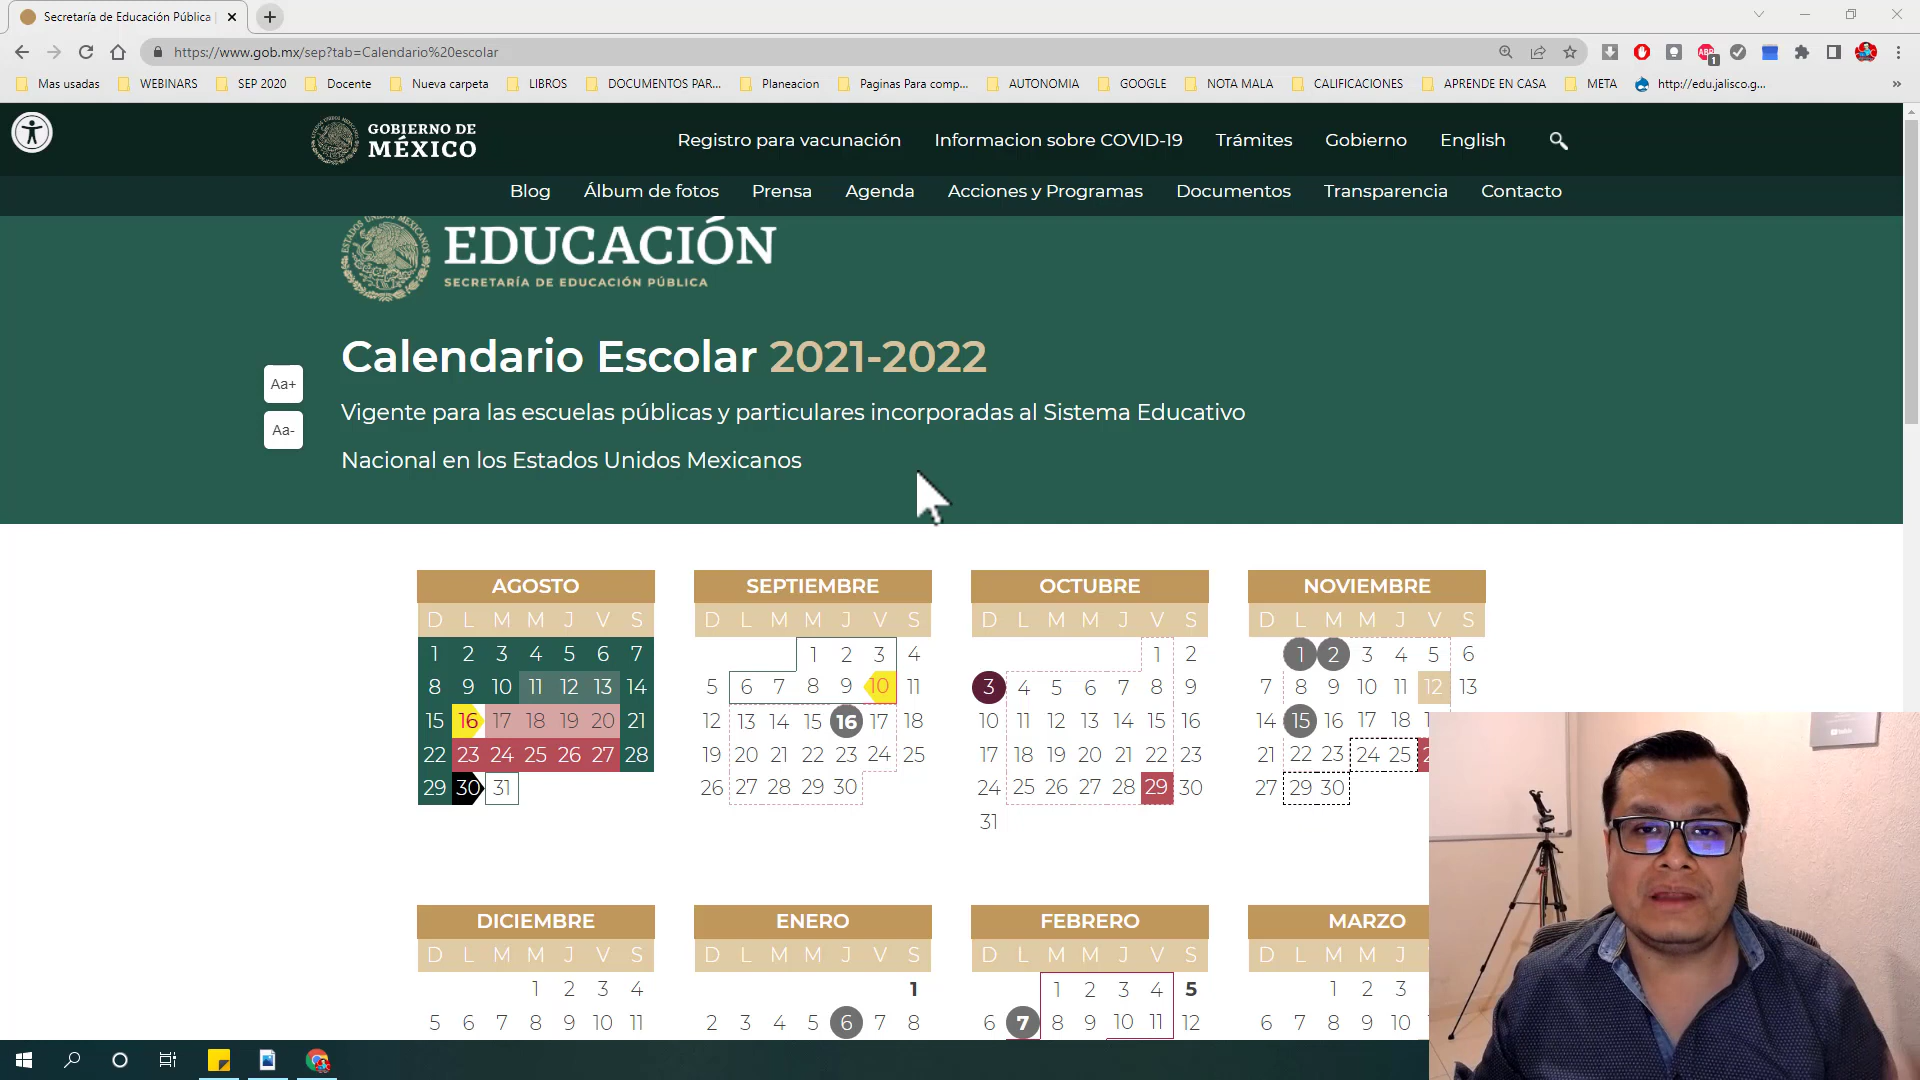 Secretaría de Educación Pública |
https://www.gob.mx/sep?tab=Calendario%20escolar
ABP
1
Mas usadas WEBINARS SEP 2020 Docente Nueva carpeta LIBROS DOCUMENTOS PAR... Planeacion Paginas Para comp... AUTONOMIA GOOGLE NOTA MALA CALIFICACIONES APRENDE EN CASA META http://edu.jalisco.g... »
GOBIERNO DE
MÉXICO
Registro para vacunación Informacion sobre COVID-19 Trámites Gobierno English
Blog Álbum de fotos Prensa Agenda Acciones y Programas Documentos Transparencia Contacto
ESTADOS UNIDOS MEXICANOS
EDUCACIÓN
SECRETARÍA DE EDUCACIÓN PÚBLICA
Calendario Escolar 2021-2022
Aa+
Vigente para las escuelas públicas y particulares incorporadas al Sistema Educativo
Aa-
Nacional en los Estados Unidos Mexicanos
AGOSTO
D L M M J V S
1 2 3 4 5 6 7
8 9 10 11 12 13 14
15 16 17 18 19 20 21
22 23 24 25 26 27 28
29 30 31
SEPTIEMBRE
D L M M J V S
1 2 3 4
5 6 7 8 9 10 11
12 13 14 15 16 17 18
19 20 21 22 23 24 25
26 27 28 29 30
OCTUBRE
D L M M J V S
1 2
3 4 5 6 7 8 9
10 11 12 13 14 15 16
17 18 19 20 21 22 23
24 25 26 27 28 29 30
31
NOVIEMBRE
D L M M J V S
1 2 3 4 5 6
7 8 9 10 11 12 13
14 15 16 17 18
21 22 23 24 25
27 29 30
DICIEMBRE
D L M M J V S
1 2 3 4
5 6 7 8 9 10 11
ENERO
D L M M J V S
1
2 3 4 5 6 7 8
FEBRERO
D L M M J V S
1 2 3 4 5
6 7 8 9 10 11 12
MARZO
D L M M J
1 2 3
6 7 8 9 10